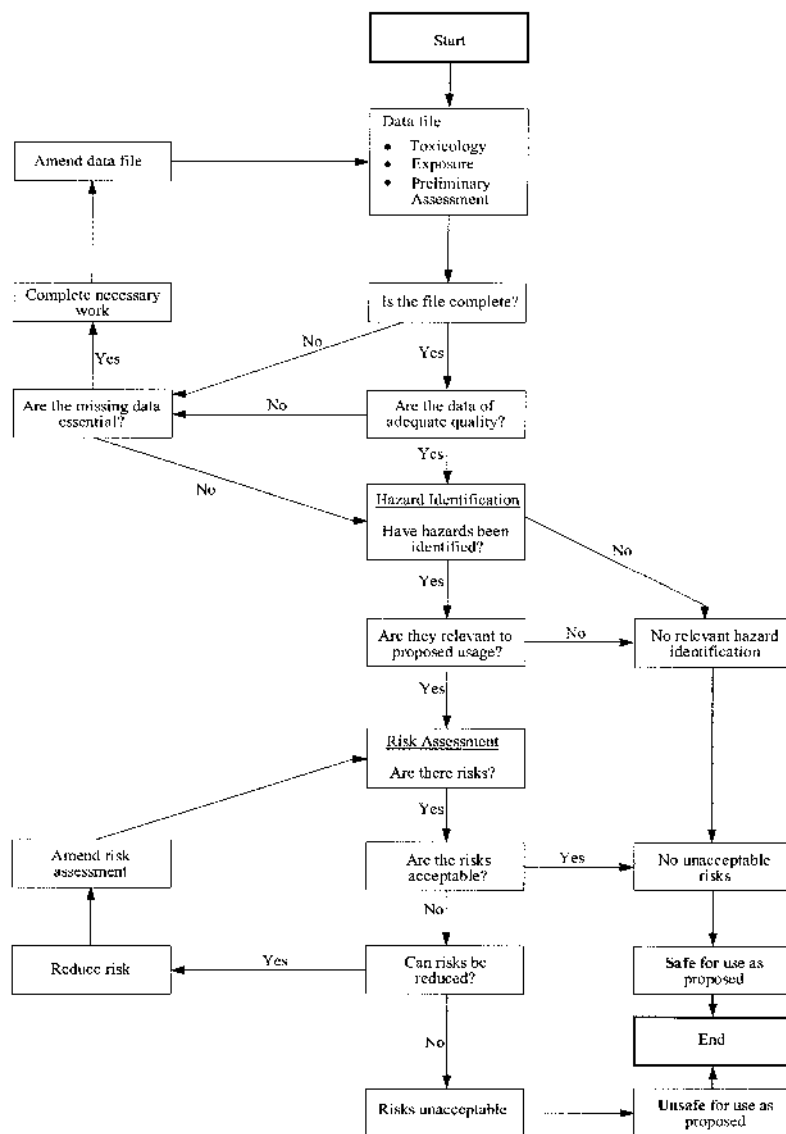 Start
Data file
• Toxicology
• Exposure
• Preliminary
Assessment
Amend data file
Complete necessary
work
Is the file complete?
No
Yes
Yes
Are the missing data
essential?
No
Are the data of
adequate quality?
No
Yes
Hazard Identification
Have hazards been
identified?
No
Yes
Are they relevant to
proposed usage?
No
No relevant hazard
identification
Yes
Risk Assessment
Are there risks?
Yes
Amend risk
assessment
Are the risks
acceptable?
Yes
No unacceptable
risks
No
Reduce risk
Yes
Can risks be
reduced?
Safe for use as
proposed
End
No
Risks unacceptable
Unsafe for use as
proposed